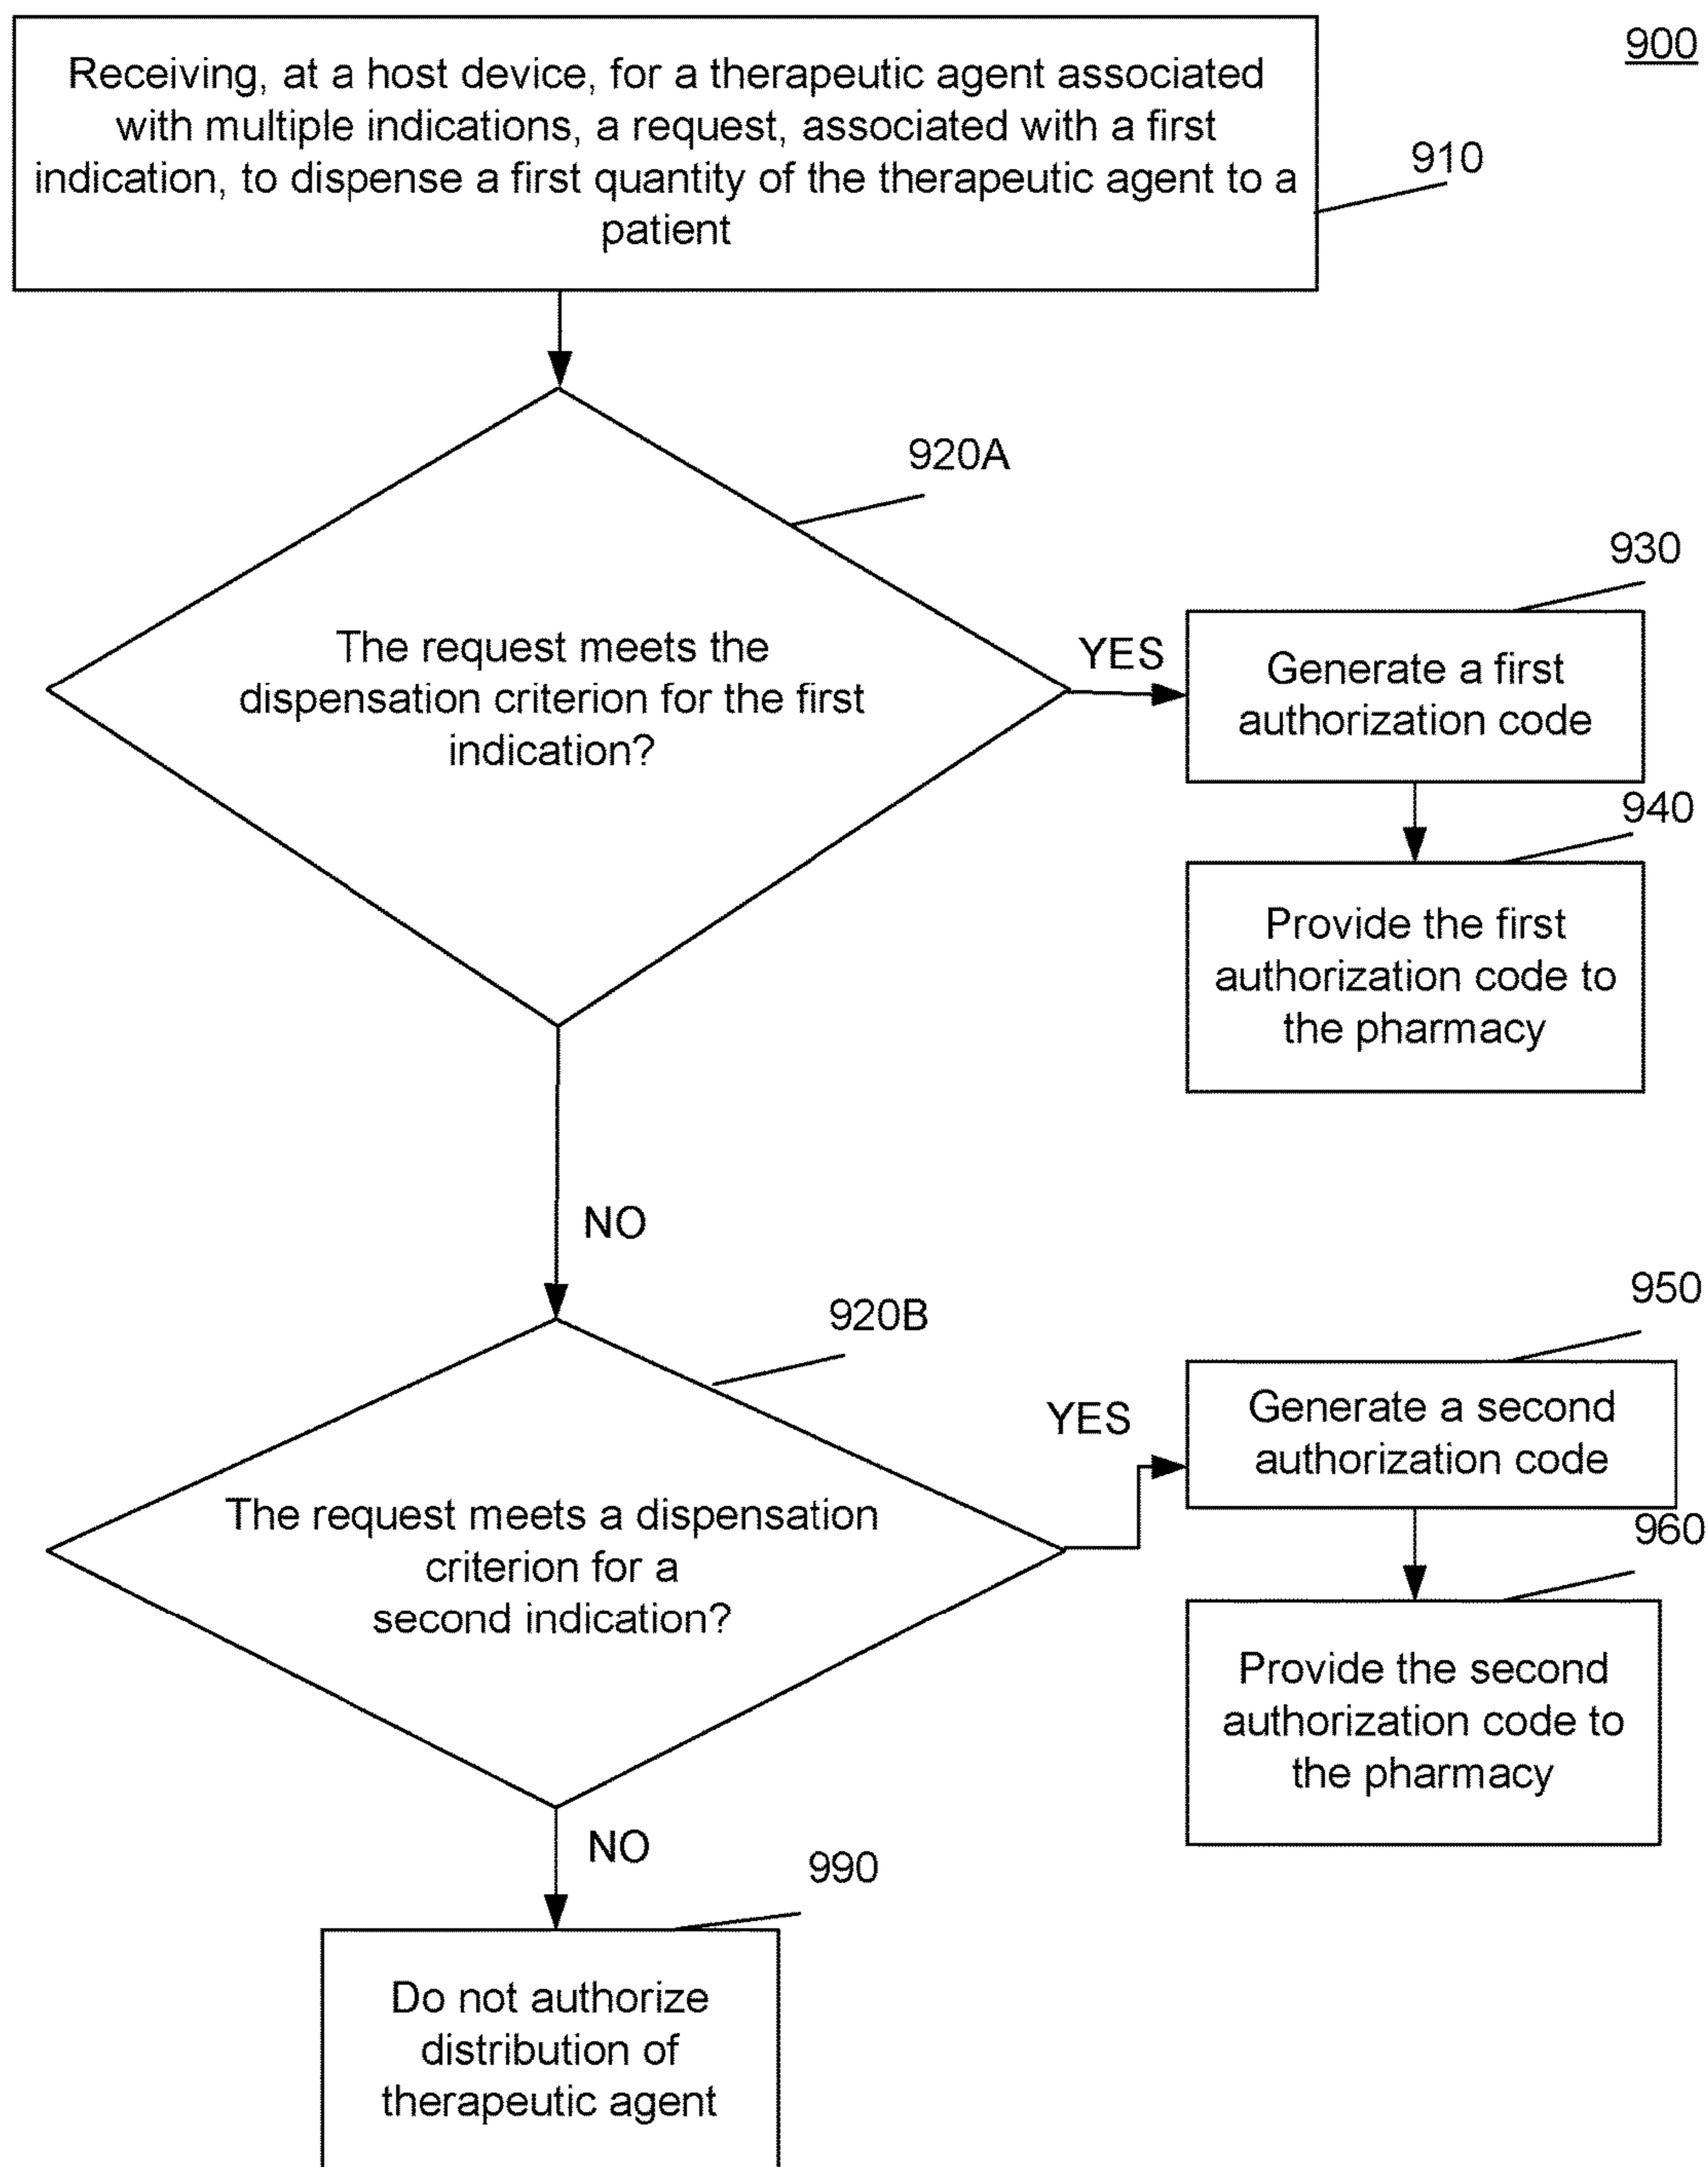 900
Receiving, at a host device, for a therapeutic agent associated
with multiple indications, a request, associated with a first
indication, to dispense a first quantity of the therapeutic agent to a
patient
910
920A
The request meets the
dispensation criterion for the first
indication?
YES
930
Generate a first
authorization code
940
Provide the first
authorization code to
the pharmacy
NO
920B
The request meets a dispensation
criterion for a
second indication?
YES
950
Generate a second
authorization code
960
Provide the second
authorization code to
the pharmacy
NO
990
Do not authorize
distribution of
therapeutic agent